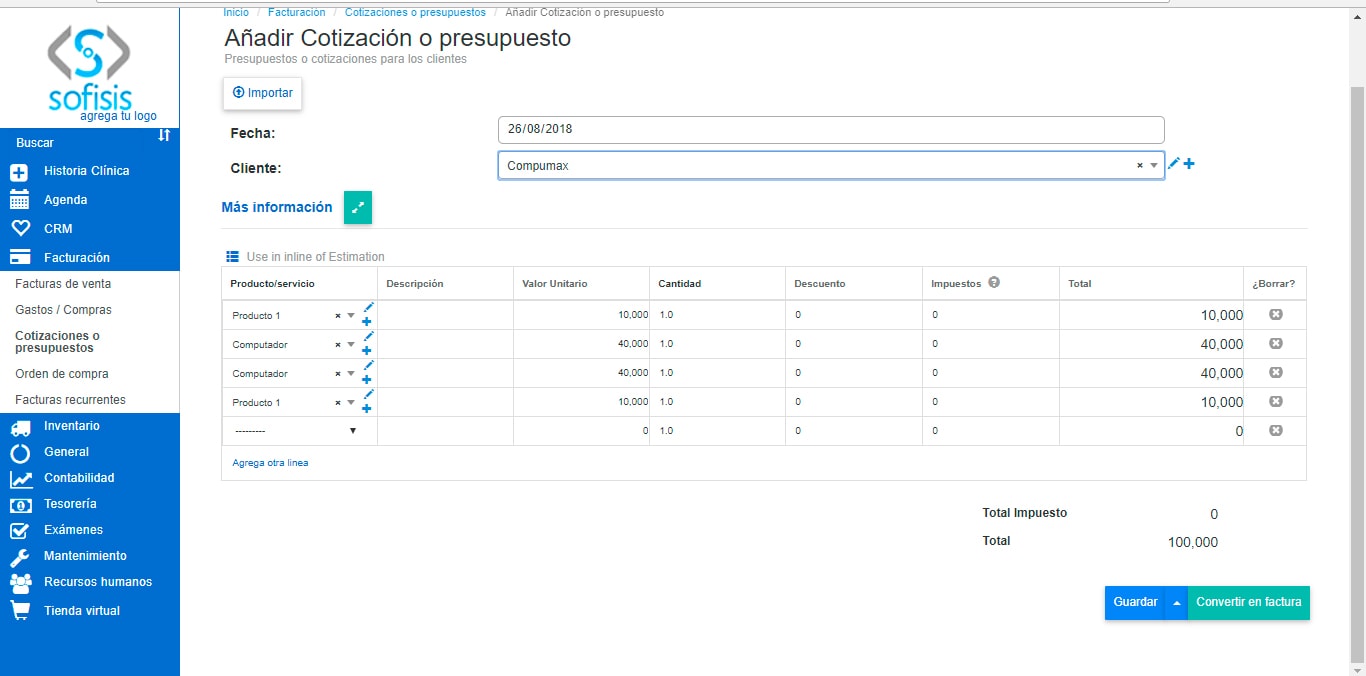 Inicio / Facturación / Cotizaciones o presupuestos / Añadir Cotización o presupuesto
Añadir Cotización o presupuesto
Presupuestos o cotizaciones para los clientes
Importar
Fecha: 26/08/2018
Cliente: Compumax
Más información
sofisis
agrega tu logo
Buscar
Historia Clínica
Agenda
CRM
Facturación
Facturas de venta
Gastos / Compras
Cotizaciones o
presupuestos
Orden de compra
Facturas recurrentes
Inventario
General
Contabilidad
Tesorería
Exámenes
Mantenimiento
Recursos humanos
Tienda virtual
Use in inline of Estimation
Producto/servicio Descripción Valor Unitario Cantidad Descuento Impuestos ? Total ¿Borrar?
Producto 1 × 10,000 1.0 0 0 10,000
Computador × 40,000 1.0 0 0 40,000
Computador × 40,000 1.0 0 0 40,000
Producto 1 × 10,000 1.0 0 0 10,000
--------- 0 1.0 0 0 0
Agrega otra linea
Total Impuesto 0
Total 100,000
Guardar Convertir en factura